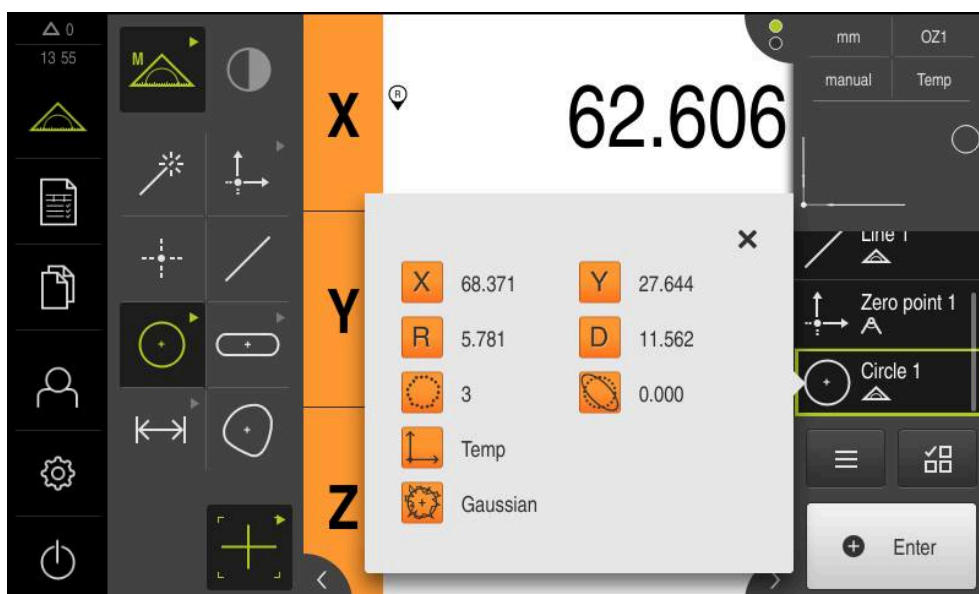 0
13 55
M
X
R
62.606
Y
Z
X 68.371 Y 27.644
R 5.781 D 11.562
3 0.000
Temp
Gaussian
mm OZ1
manual Temp
Line 1
Zero point 1
Circle 1
Enter